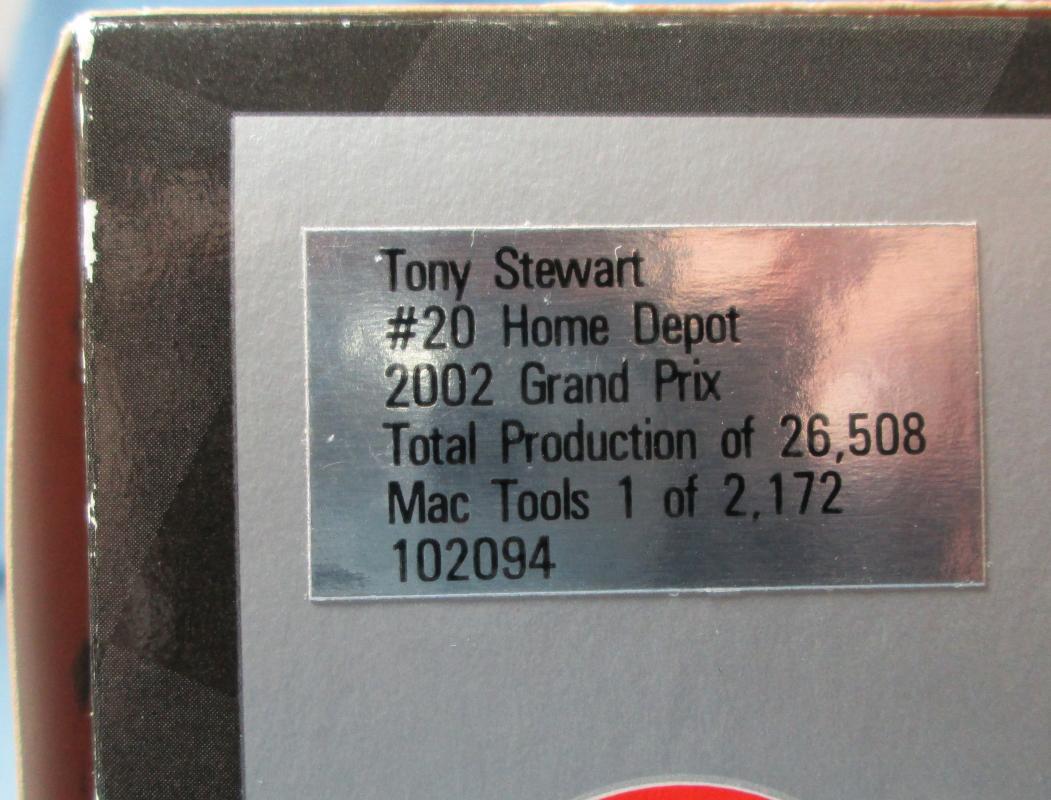 Tony Stewart
#20 Home Depot
2002 Grand Prix
Total Production of 26,508
Mac Tools 1 of 2,172
102094